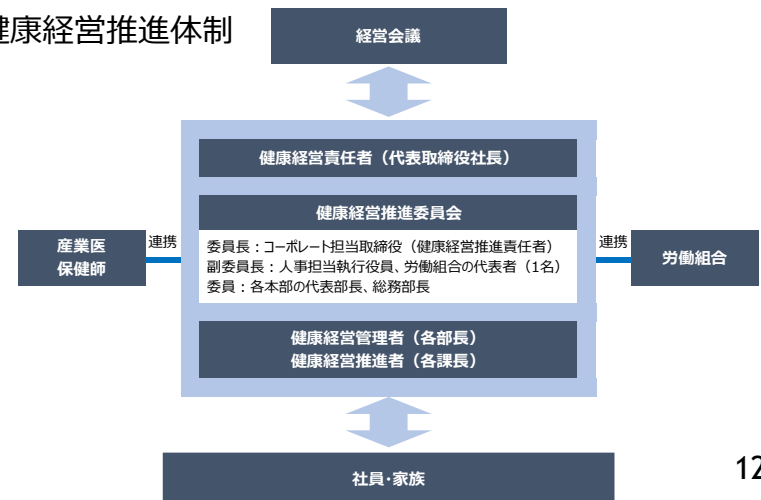 健康経営推進体制
経営会議
健康経営責任者（代表取締役社長）
健康経営推進委員会
委員長：コーポレート担当取締役（健康経営推進責任者）
副委員長：人事担当執行役員、労働組合の代表者（1名）
委員：各本部の代表部長、総務部長
産業医
保健師
連携
連携
労働組合
健康経営管理者（各部長）
健康経営推進者（各課長）
社員・家族
12